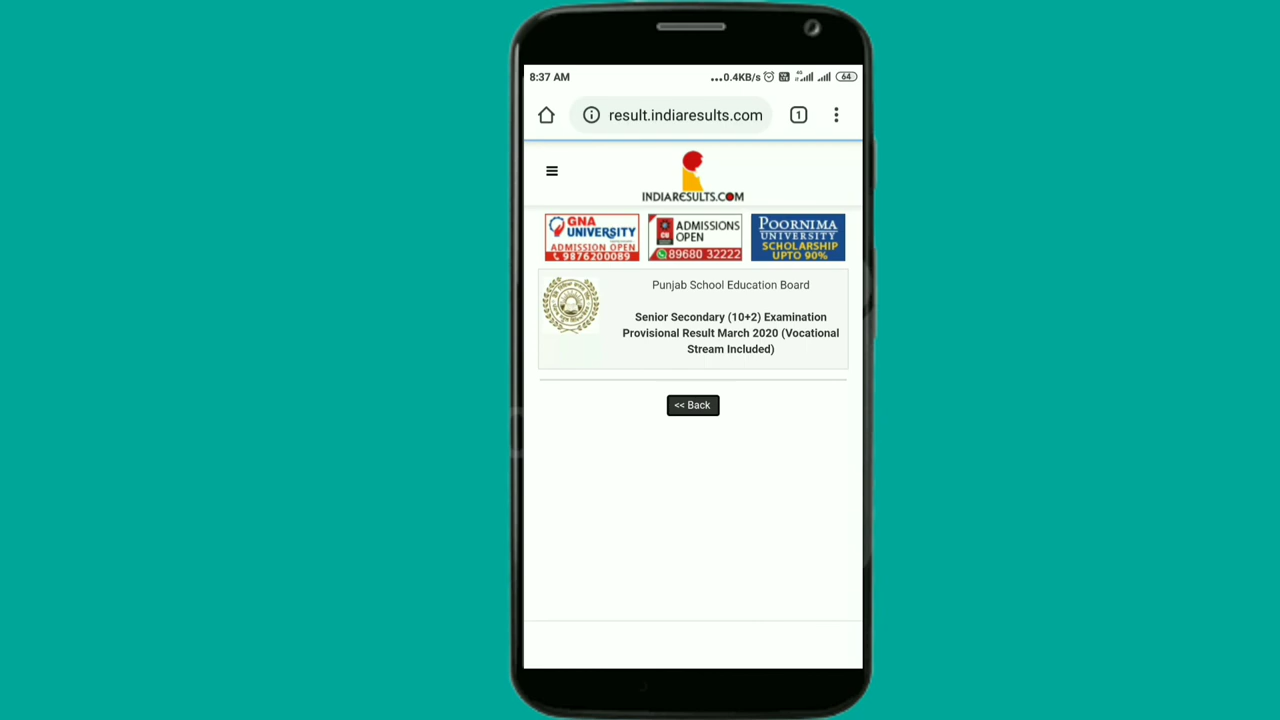 8:37 AM
...0.4KB/s
4G
64
result.indiaresults.com
1
INDIARESULTS.COM
GNA
UNIVERSITY
ADMISSION OPEN
9876200089
CU
ADMISSIONS
OPEN
89680 32222
POORNIMA
UNIVERSITY
SCHOLARSHIP
UPTO 90%
Punjab School Education Board
Senior Secondary (10+2) Examination
Provisional Result March 2020 (Vocational
Stream Included)
<< Back